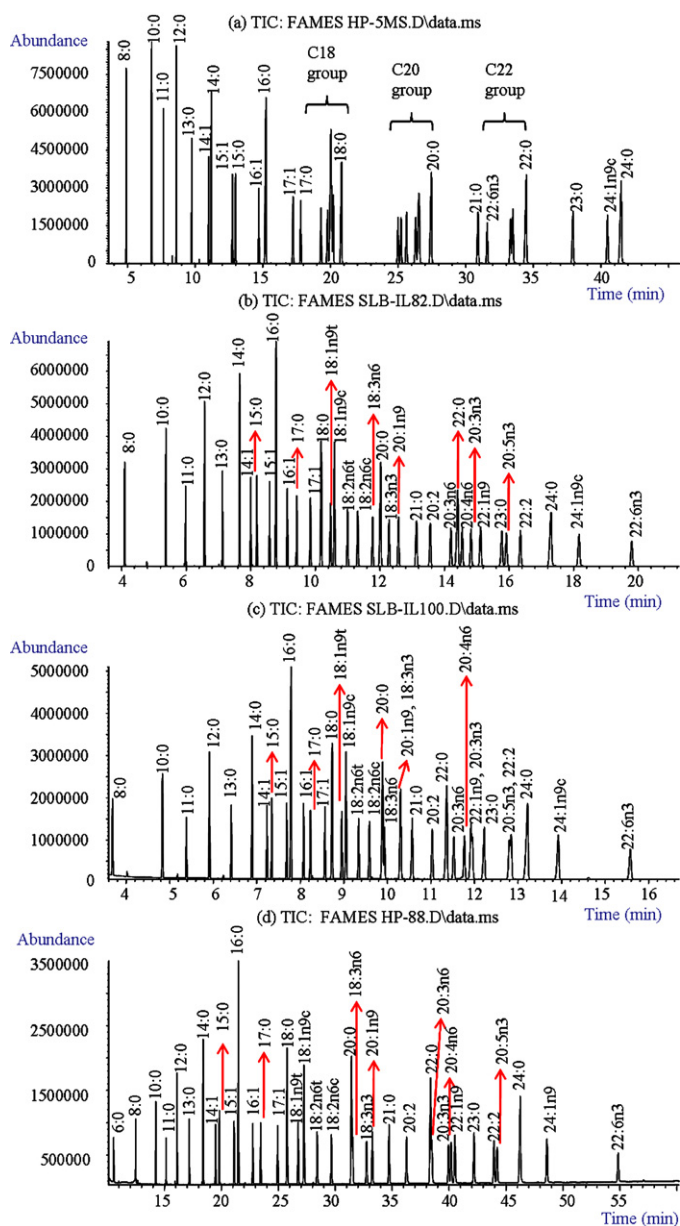 (a) TIC: FAMES HP-5MS.D\data.ms
Abundance
8:0
10:0
11:0
12:0
13:0
14:1
14:0
15:1
15:0
16:1
16:0
17:1
17:0
C18 group
18:0
C20 group
20:0
21:0
22:6n3
C22 group
22:0
23:0
24:1n9c
24:0
7500000
6000000
4500000
3000000
1500000
0
5 10 15 20 25 30 35 40
Time (min)
(b) TIC: FAMES SLB-IL82.D\data.ms
Abundance
8:0
10:0
11:0
12:0
13:0
14:0
14:1
15:0
15:1
16:0
16:1
17:0
17:1
18:0
18:1n9t
18:1n9c
18:2n6t
18:2n6c
18:3n6
20:0
18:3n3
20:1n9
21:0
20:2
20:3n6
22:0
20:4n6
20:3n3
22:1n9
23:0
20:5n3
22:2
24:0
24:1n9c
22:6n3
6000000
5000000
4000000
3000000
2000000
1000000
0
4 6 8 10 12 14 16 18 20
Time (min)
(c) TIC: FAMES SLB-IL100.D\data.ms
Abundance
8:0
10:0
11:0
12:0
13:0
14:0
14:1
15:0
15:1
16:0
16:1
17:0
17:1
18:0
18:1n9t
18:1n9c
18:2n6t
18:2n6c
20:0
18:3n6
20:1n9, 18:3n3
21:0
20:2
22:0
20:3n6
20:4n6
22:1n9, 20:3n3
23:0
20:5n3, 22:2
24:0
24:1n9c
22:6n3
5000000
4000000
3000000
2000000
1000000
0
4 5 6 7 8 9 10 11 12 13 14 15 16
Time (min)
(d) TIC: FAMES HP-88.D\data.ms
Abundance
6:0
8:0
10:0
11:0
12:0
13:0
14:0
14:1
15:0
15:1
16:0
16:1
17:0
17:1
18:0
18:1n9t
18:1n9c
18:2n6t
18:2n6c
20:0
18:3n6
18:3n3
20:1n9
21:0
20:2
22:0
20:3n6
20:3n3
20:4n6
22:1n9
23:0
22:2
20:5n3
24:0
24:1n9
22:6n3
3500000
2500000
1500000
500000
15 20 25 30 35 40 45 50 55
Time (min)